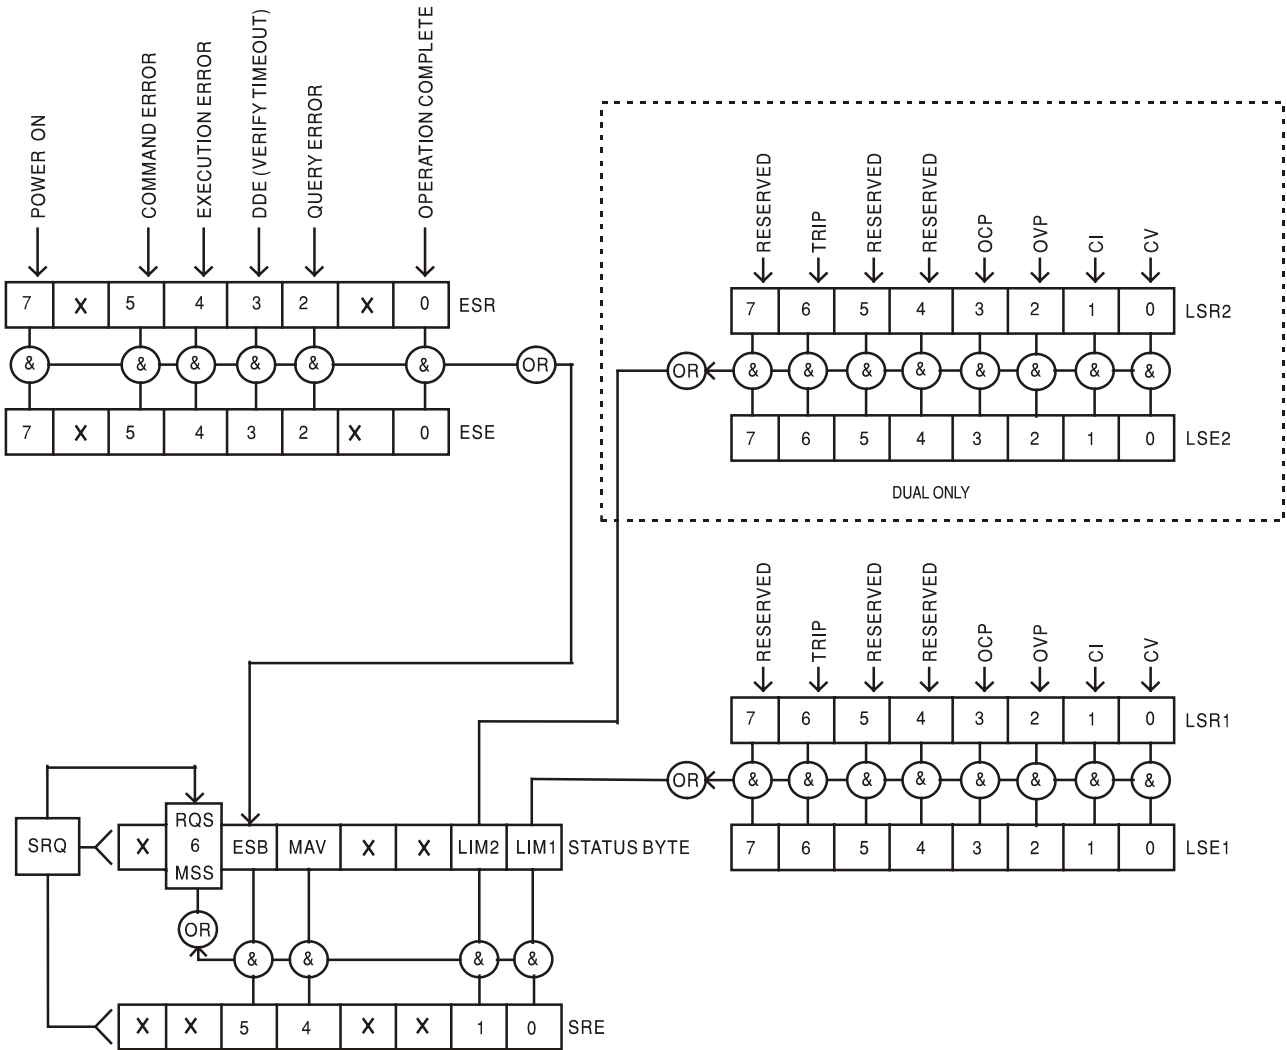 POWER ON
COMMAND ERROR
EXECUTION ERROR
DDE (VERIFY TIMEOUT)
QUERY ERROR
OPERATION COMPLETE
7 X 5 4 3 2 X 0 ESR
& & & & & & OR
7 X 5 4 3 2 X 0 ESE
RESERVED
TRIP
RESERVED
RESERVED
OCP
OVP
CI
CV
7 6 5 4 3 2 1 0 LSR2
OR & & & & & & & &
7 6 5 4 3 2 1 0 LSE2
DUAL ONLY
RESERVED
TRIP
RESERVED
RESERVED
OCP
OVP
CI
CV
7 6 5 4 3 2 1 0 LSR1
OR & & & & & & & &
7 6 5 4 3 2 1 0 LSE1
SRQ
X
RQS
6
MSS
ESB MAV X X LIM2 LIM1 STATUS BYTE
OR
& & & &
X X 5 4 X X 1 0 SRE